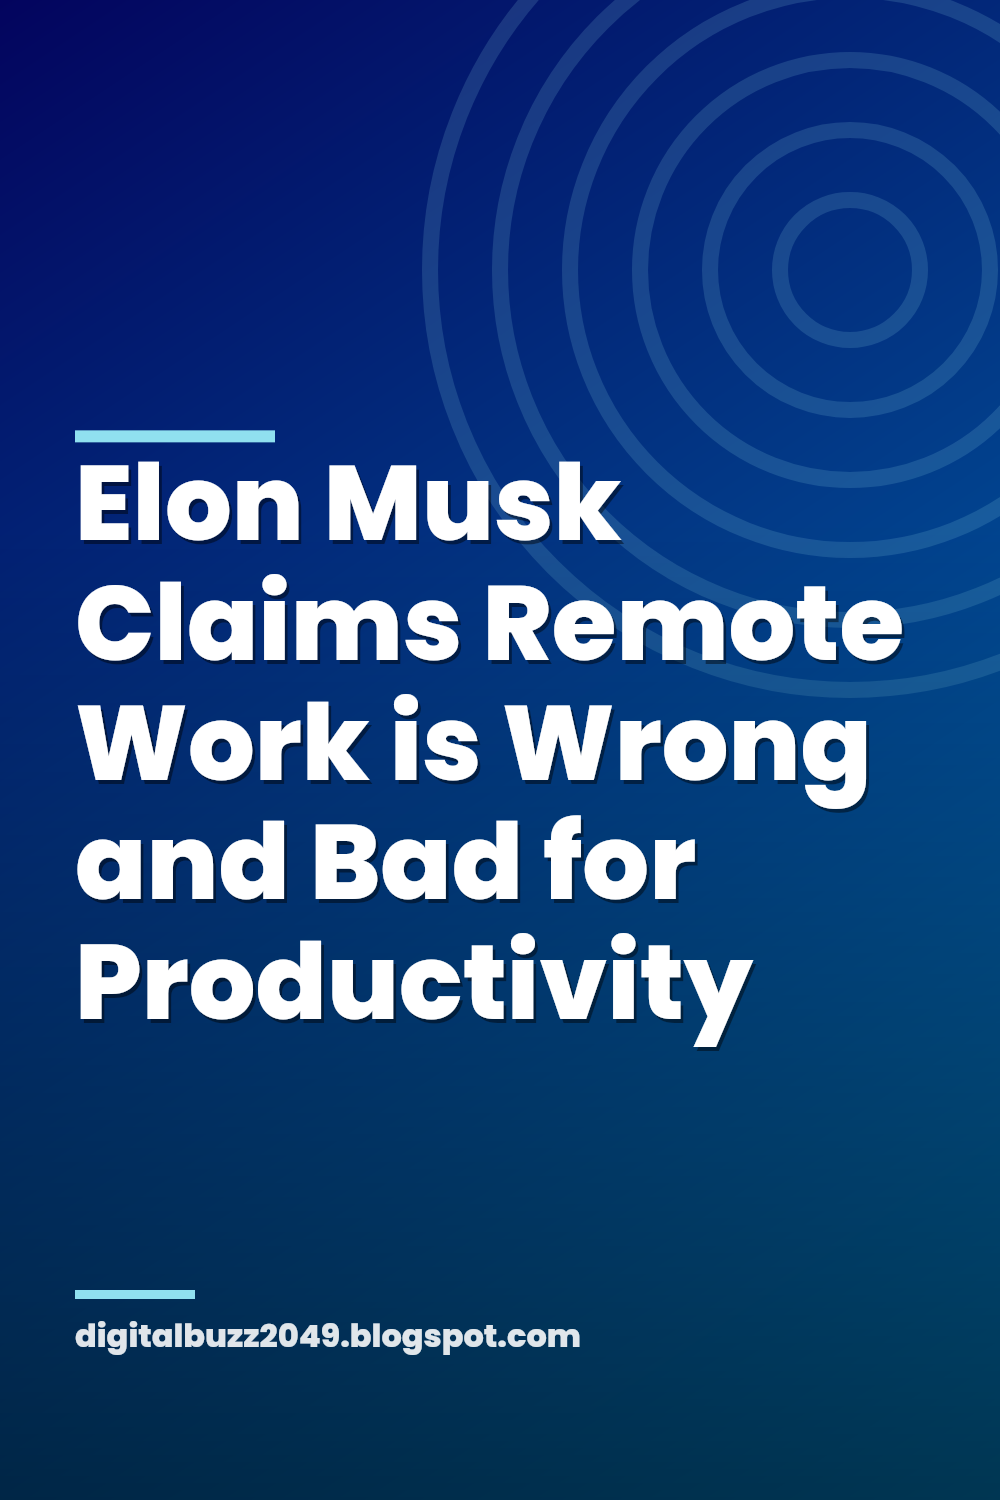 Elon Musk
Claims Remote
Work is Wrong
and Bad for
Productivity
digitalbuzz2049.blogspot.com